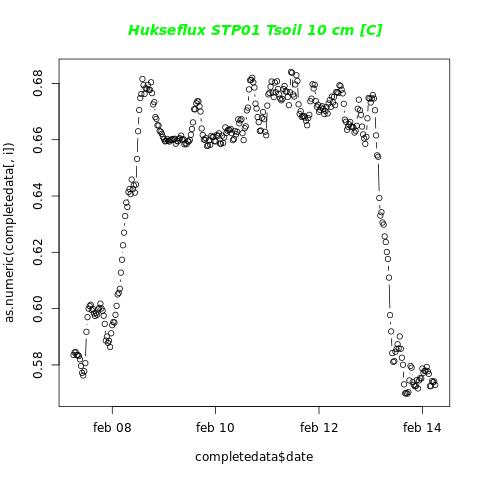 Hukseflux STP01 Tsoil 10 cm [C]
as.numeric(completedata[, i])
0.68
0.66
0.64
0.62
0.60
0.58
feb 08 feb 10 feb 12 feb 14
completedata$date